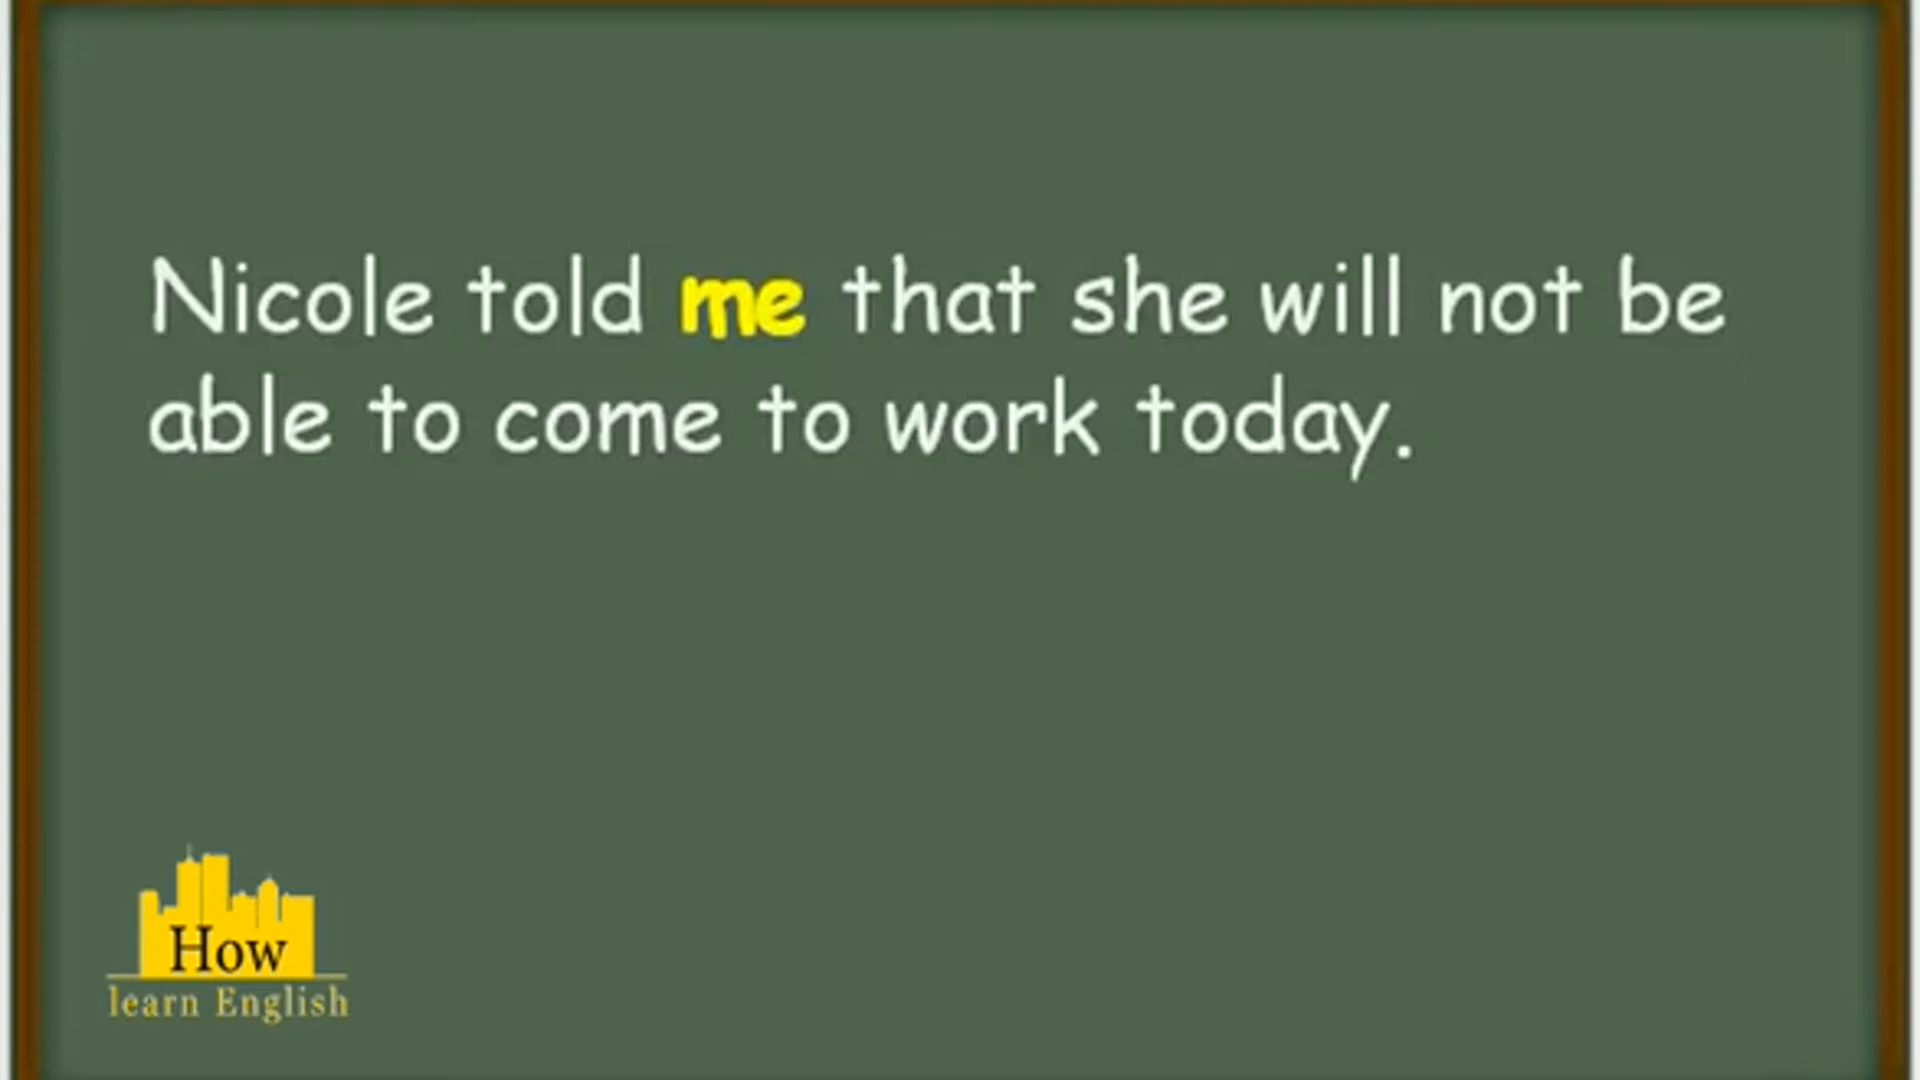 Nicole told me that she will not be
able to come to work today.
How
learn English